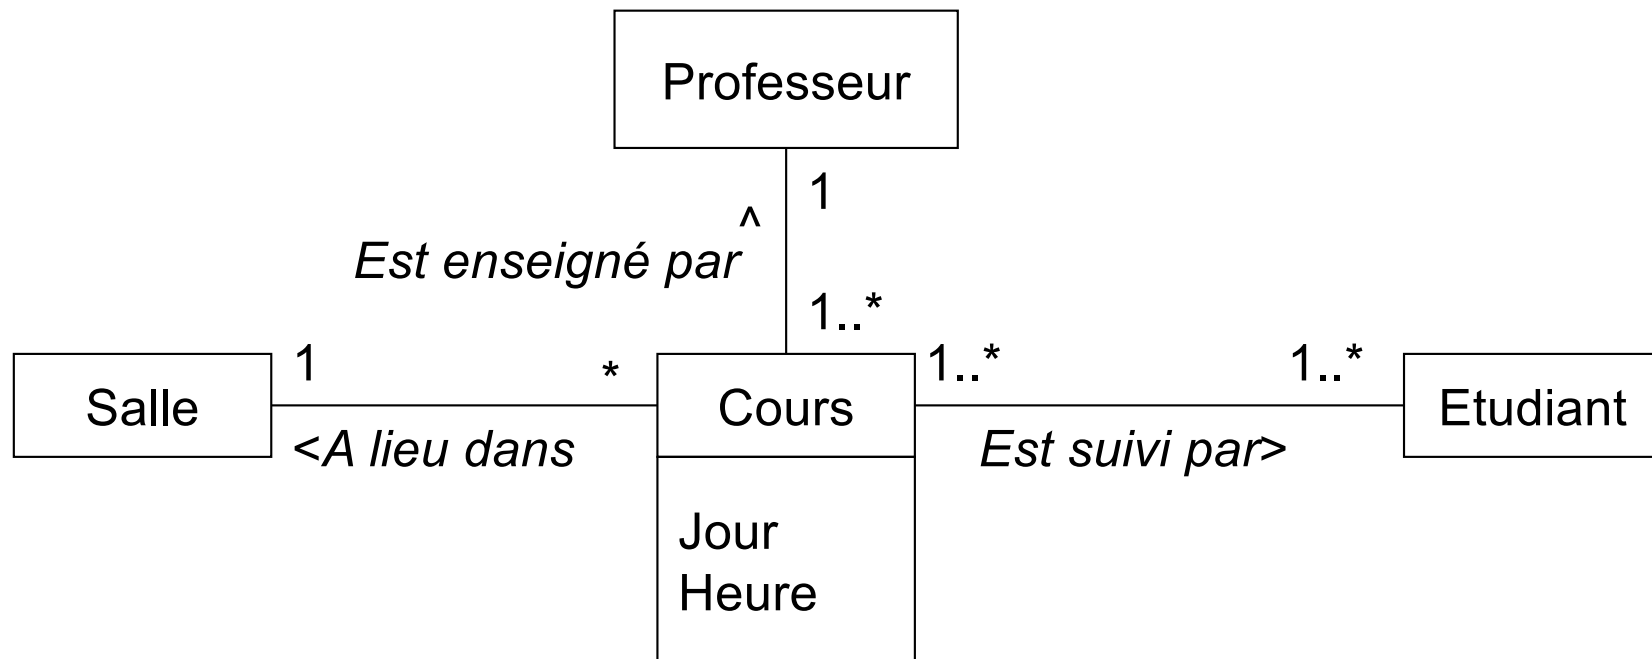 Professeur
1
^
Est enseigné par
1..*
Salle
1
*
<A lieu dans
Cours
Jour
Heure
1..*
1..*
Est suivi par>
Etudiant